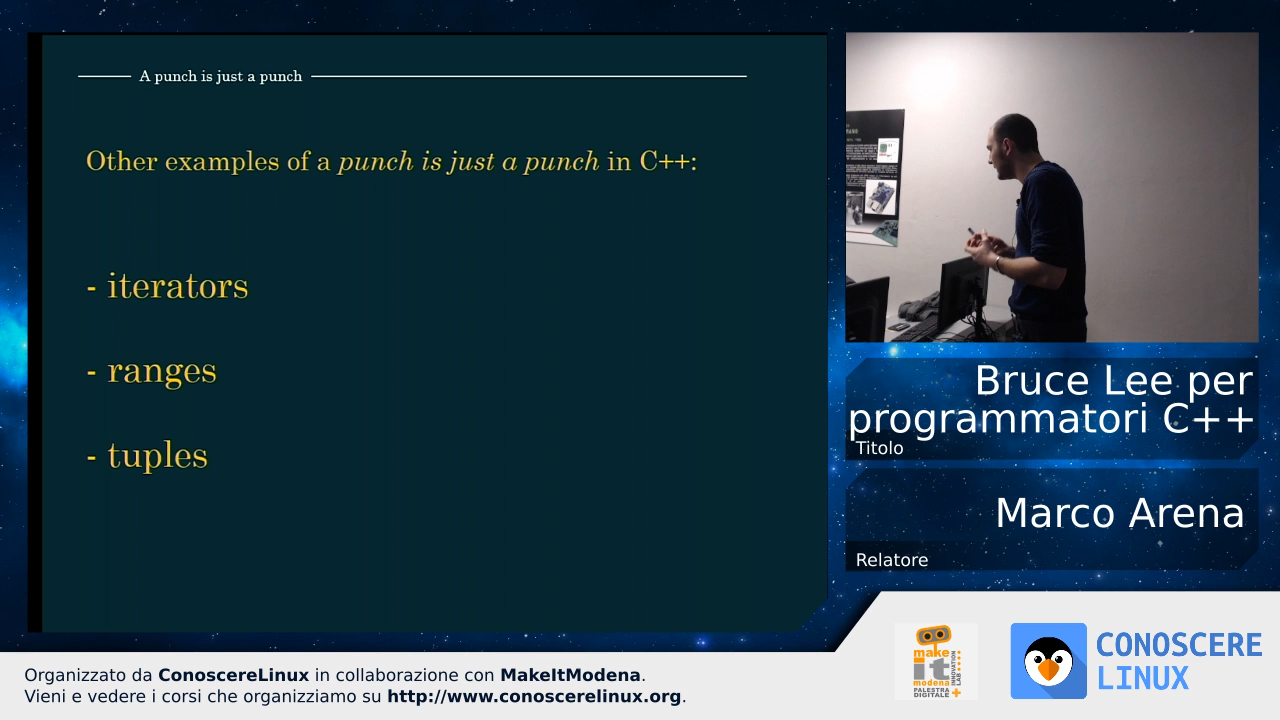 A punch is just a punch
Other examples of a punch is just a punch in C++:
- iterators
- ranges
- tuples
Bruce Lee per
programmatori C++
Titolo
Marco Arena
Relatore
make
it
modena
PALESTRA
DIGITALE
INNOVATION
LAB
CONOSCERE
LINUX
Organizzato da ConoscereLinux in collaborazione con MakeItModena.
Vieni e vedere i corsi che organizziamo su http://www.conoscerelinux.org.